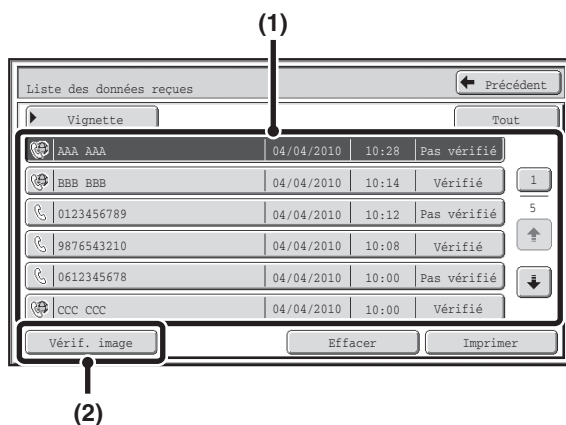 (1)
Liste des données reçues Précédent
Vignette Tout
AAA AAA 04/04/2010 10:28 Pas vérifié
BBB BBB 04/04/2010 10:14 Vérifié 1
0123456789 04/04/2010 10:12 Pas vérifié 5
9876543210 04/04/2010 10:08 Vérifié
0612345678 04/04/2010 10:00 Pas vérifié
CCC CCC 04/04/2010 10:00 Vérifié
Vérif. image Effacer Imprimer
(2)